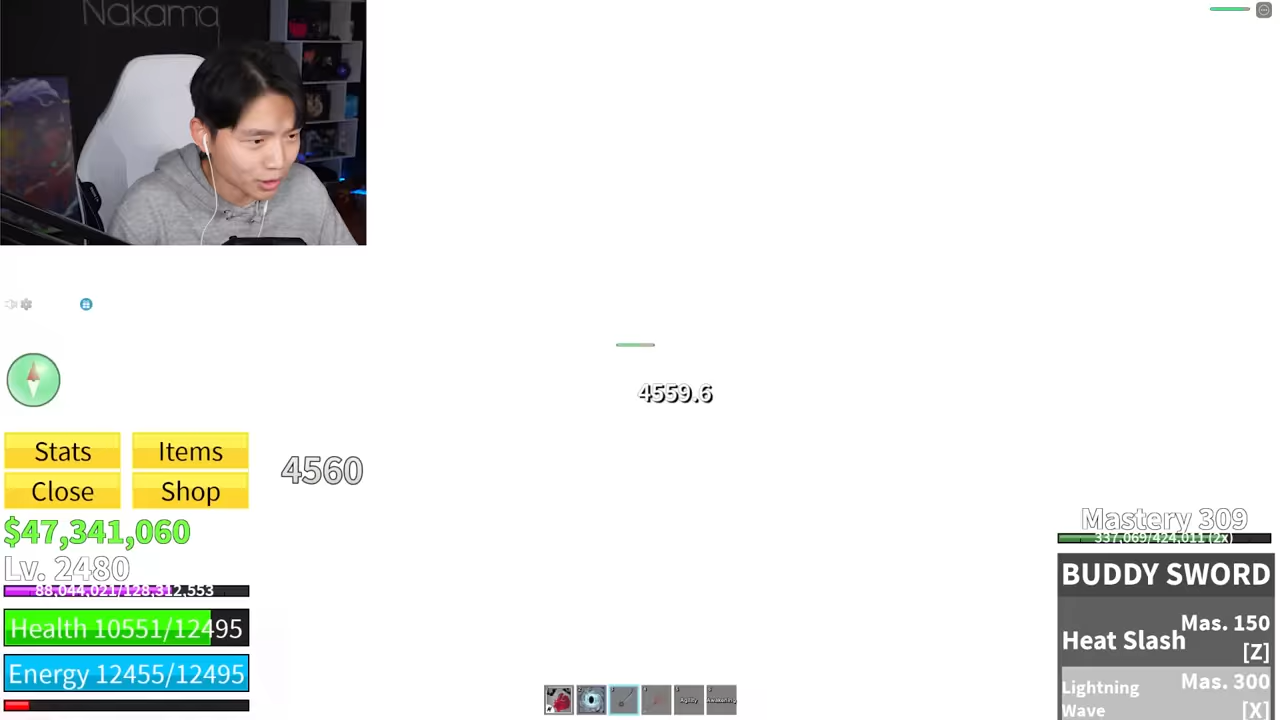 Nakama
4559.6
Stats
Items
4560
Close
Shop
$47,341,060
Lv. 2480
88,044,021/128,312,553
Health 10551/12495
Energy 12455/12495
Mastery 309
337,069/424,011 (2x)
BUDDY SWORD
Mas. 150
Heat Slash
[Z]
Mas. 300
Lightning
Wave
[X]
Agility
Awakening